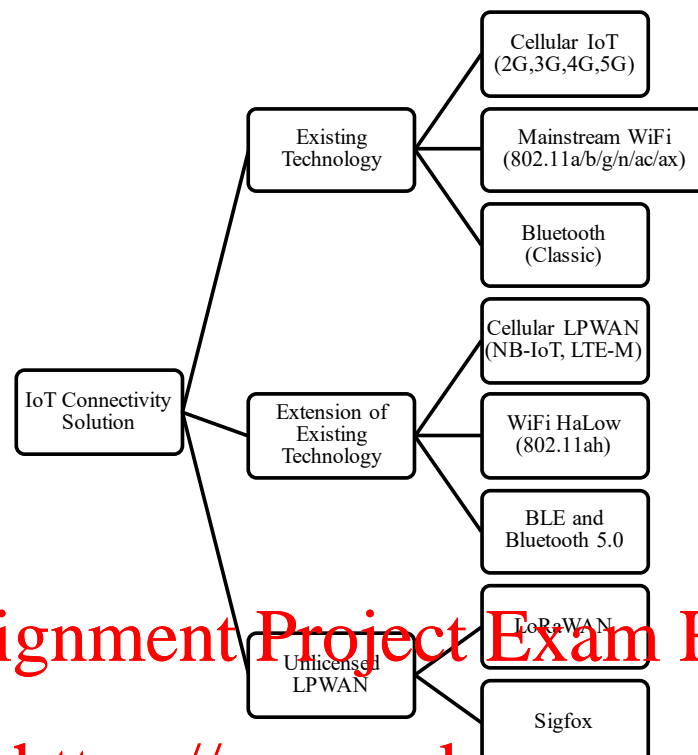 Cellular IoT
(2G,3G,4G,5G)
Existing
Technology
Mainstream WiFi
(802.11a/b/g/n/ac/ax)
Bluetooth
(Classic)
Cellular LPWAN
(NB-IoT, LTE-M)
IoT Connectivity
Solution
Extension of
Existing
Technology
WiFi HaLow
(802.11ah)
BLE and
Bluetooth 5.0
LoRaWAN
ignment Project Exam
Unlicensed
LPWAN
Sigfox